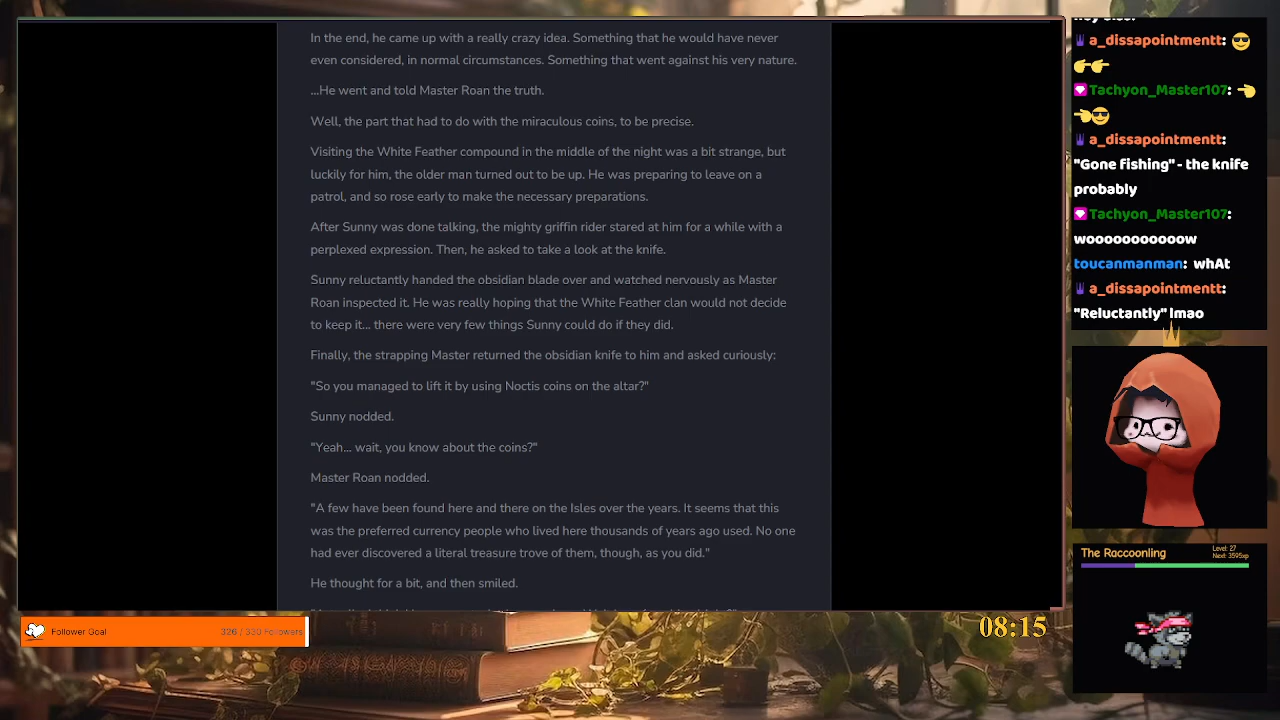 In the end, he came up with a really crazy idea. Something that he would have never
even considered, in normal circumstances. Something that went against his very nature.
...He went and told Master Roan the truth.
Well, the part that had to do with the miraculous coins, to be precise.
Visiting the White Feather compound in the middle of the night was a bit strange, but
luckily for him, the older man turned out to be up. He was preparing to leave on a
patrol, and so rose early to make the necessary preparations.
After Sunny was done talking, the mighty griffin rider stared at him for a while with a
perplexed expression. Then, he asked to take a look at the knife.
Sunny reluctantly handed the obsidian blade over and watched nervously as Master
Roan inspected it. He was really hoping that the White Feather clan would not decide
to keep it... there were very few things Sunny could do if they did.
Finally, the strapping Master returned the obsidian knife to him and asked curiously:
"So you managed to lift it by using Noctis coins on the altar?"
Sunny nodded.
"Yeah... wait, you know about the coins?"
Master Roan nodded.
"A few have been found here and there on the Isles over the years. It seems that this
was the preferred currency people who lived here thousands of years ago used. No one
had ever discovered a literal treasure trove of them, though, as you did."
He thought for a bit, and then smiled.
a_dissapointmentt: 😎
👉👉
Tachyon_Master107: 👈
👈😎
a_dissapointmentt:
"Gone fishing" - the knife
probably
Tachyon_Master107:
wooooooooooow
toucanmanman: whAt
a_dissapointmentt:
"Reluctantly" lmao
The Raccoonling
Level: 27
Next: 3595xp
Follower Goal
326 / 330 Followers
08:15